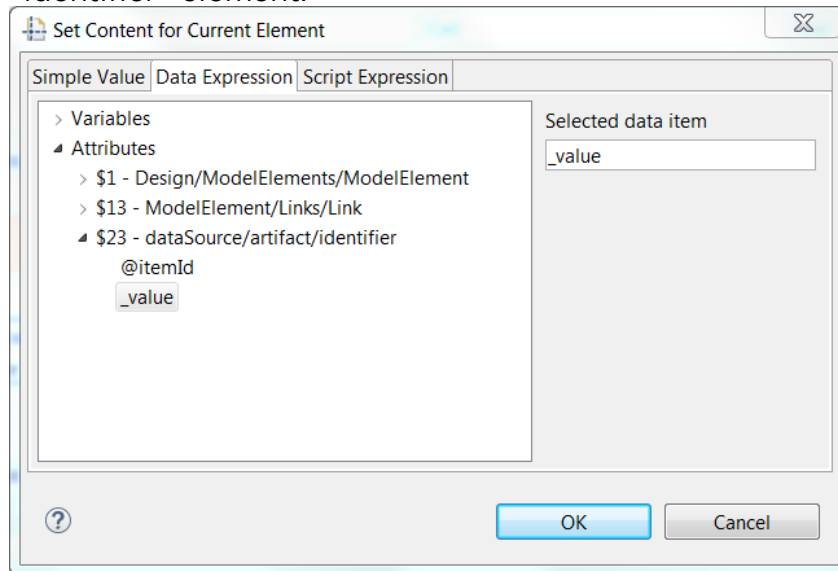 Set Content for Current Element
Simple Value Data Expression Script Expression
Variables
Attributes
$1 - Design/ModelElements/ModelElement
$13 - ModelElement/Links/Link
$23 - dataSource/artifact/identifier
@itemId
_value
Selected data item
_value
?
OK Cancel